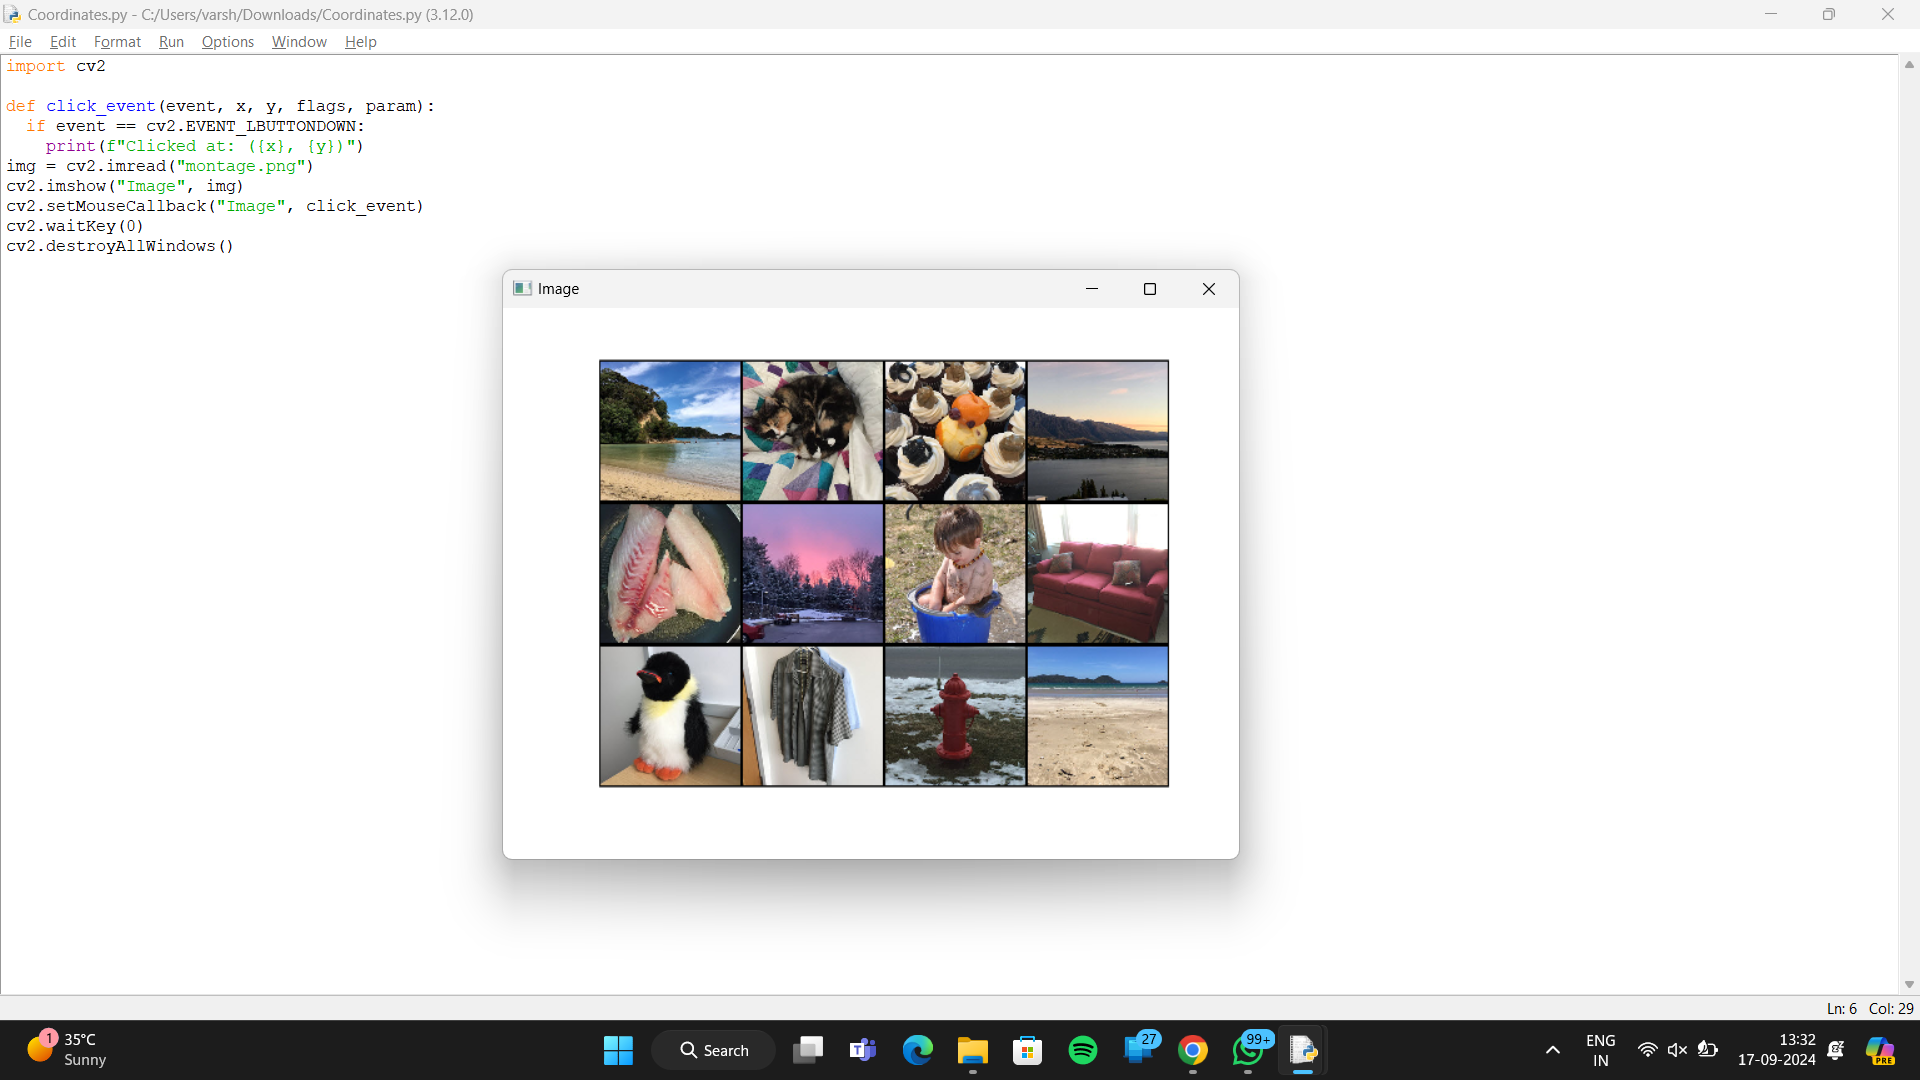 Coordinates.py - C:/Users/varsh/Downloads/Coordinates.py (3.12.0)
File Edit Format Run Options Window Help
import cv2
def click_event(event, x, y, flags, param):
  if event == cv2.EVENT_LBUTTONDOWN:
    print(f"Clicked at: ({x}, {y})")
img = cv2.imread("montage.png")
cv2.imshow("Image", img)
cv2.setMouseCallback("Image", click_event)
cv2.waitKey(0)
cv2.destroyAllWindows()
Image
Ln: 6 Col: 29
1
35°C
Sunny
Search
27
99+
ENG
IN
13:32
17-09-2024
PRE